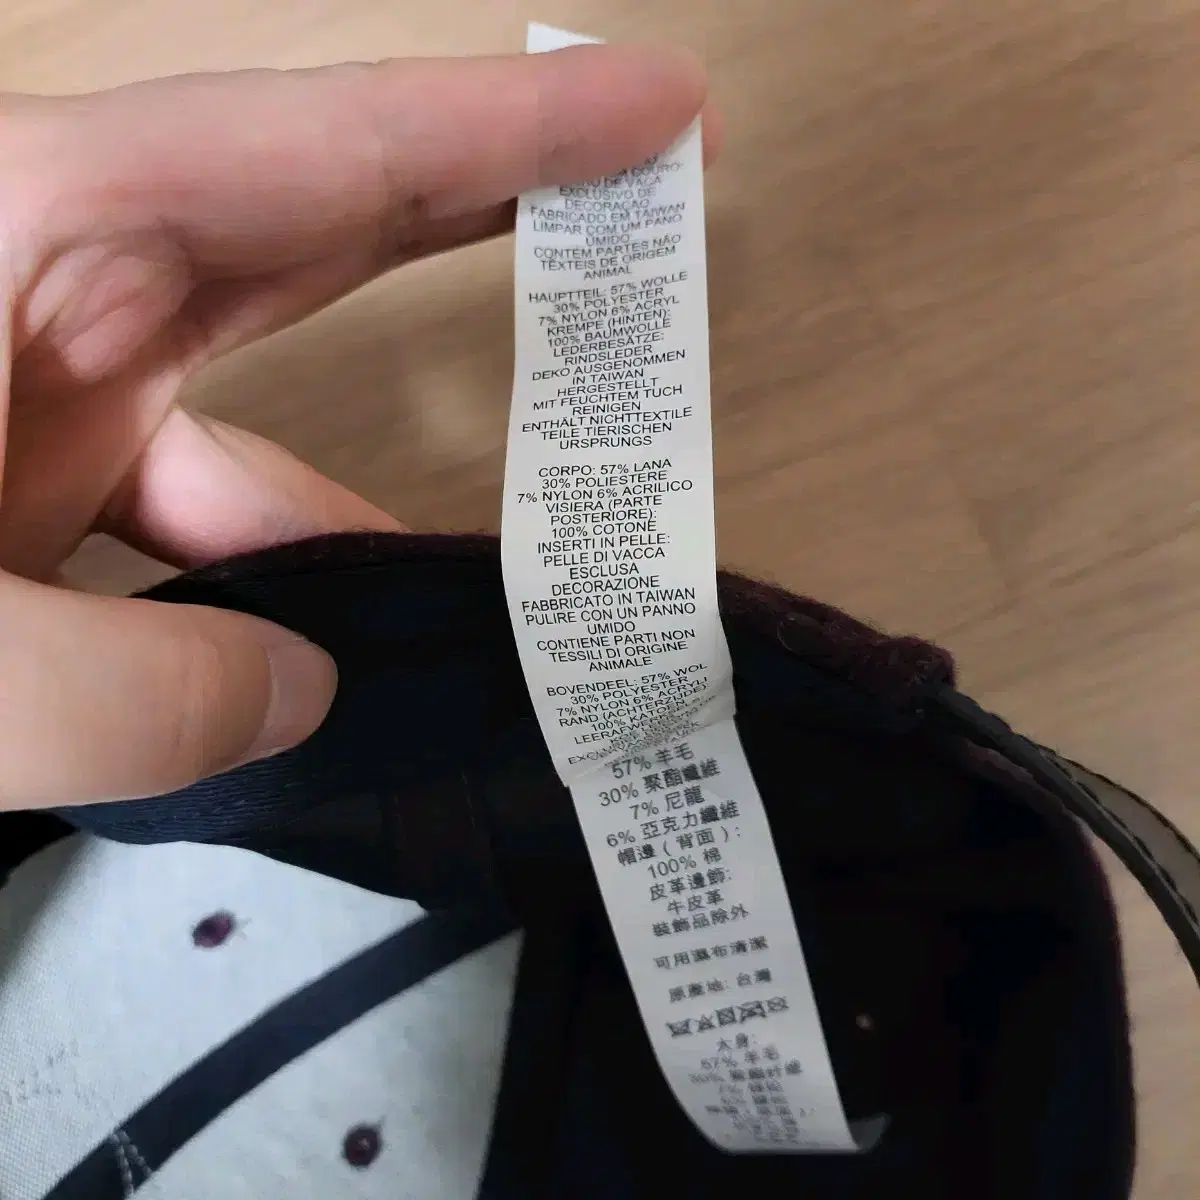 COURO:
DE VACA
EXCLUSIVO DE
DECORAÇÃO
FABRICADO EM TAIWAN
LIMPAR COM UM PANO
ÚMIDO
CONTÉM PARTES NÃO
TÊXTEIS DE ORIGEM
ANIMAL
HAUPTTEIL: 57% WOLLE
30% POLYESTER
7% NYLON 6% ACRYL
KREMPE (HINTEN):
100% BAUMWOLLE
LEDERBESÄTZE:
RINDSLEDER
DEKO AUSGENOMMEN
IN TAIWAN
HERGESTELLT
MIT FEUCHTEM TUCH
REINIGEN
ENTHÄLT NICHTTEXTILE
TEILE TIERISCHEN
URSPRUNGS
CORPO: 57% LANA
30% POLIESTERE
7% NYLON 6% ACRILICO
VISIERA (PARTE
POSTERIORE):
100% COTONE
INSERTI IN PELLE:
PELLE DI VACCA
ESCLUSA
DECORAZIONE
FABBRICATO IN TAIWAN
PULIRE CON UN PANNO
UMIDO
CONTIENE PARTI NON
TESSILI DI ORIGINE
ANIMALE
BOVENDEEL: 57% WOL
30% POLYESTER
7% NYLON 6% ACRYL
RAND (ACHTERZIJDE)
100%
57% 羊毛
30% 聚酯纖維
7% 尼龍
6% 亞克力纖維
帽邊 ( 背面 ) :
100% 棉
皮革邊飾:
牛皮革
裝飾品除外
可用濕布清潔
原產地: 台灣
大身:
57% 羊毛